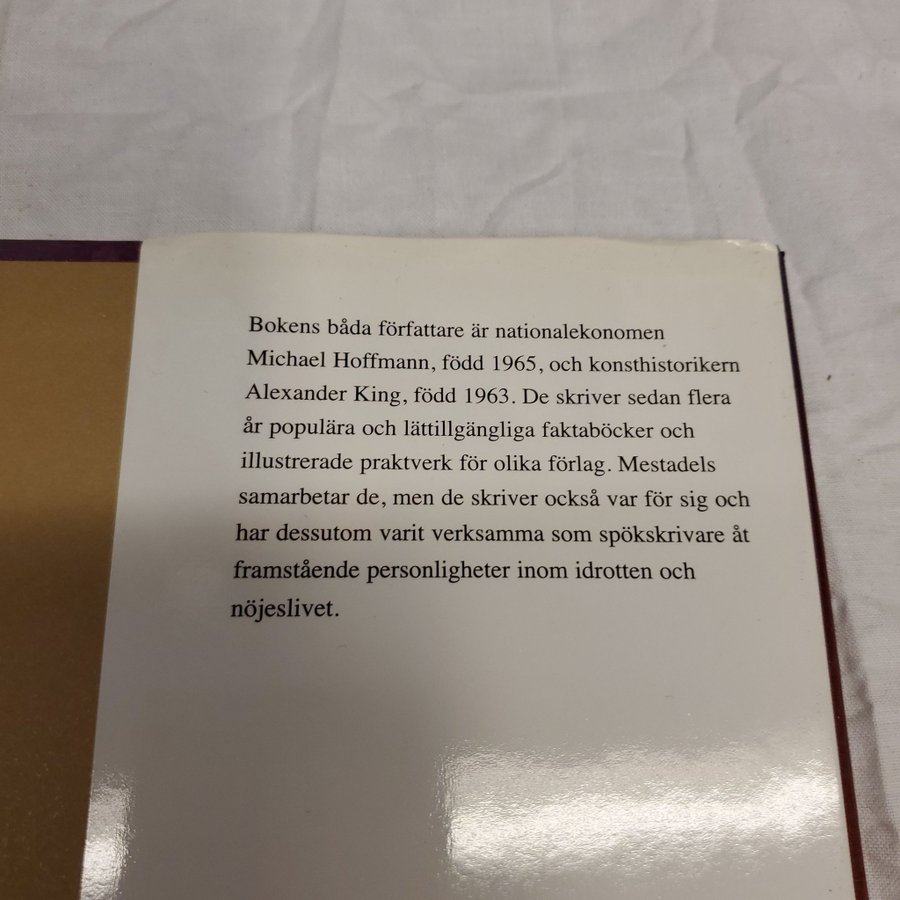 Bokens båda författare är nationalekonomen
Michael Hoffmann, född 1965, och konsthistorikern
Alexander King, född 1963. De skriver sedan flera
år populära och lättillgängliga faktaböcker och
illustrerade praktverk för olika förlag. Mestadels
samarbetar de, men de skriver också var för sig och
har dessutom varit verksamma som spökskrivare åt
framstående personligheter inom idrotten och
nöjeslivet.